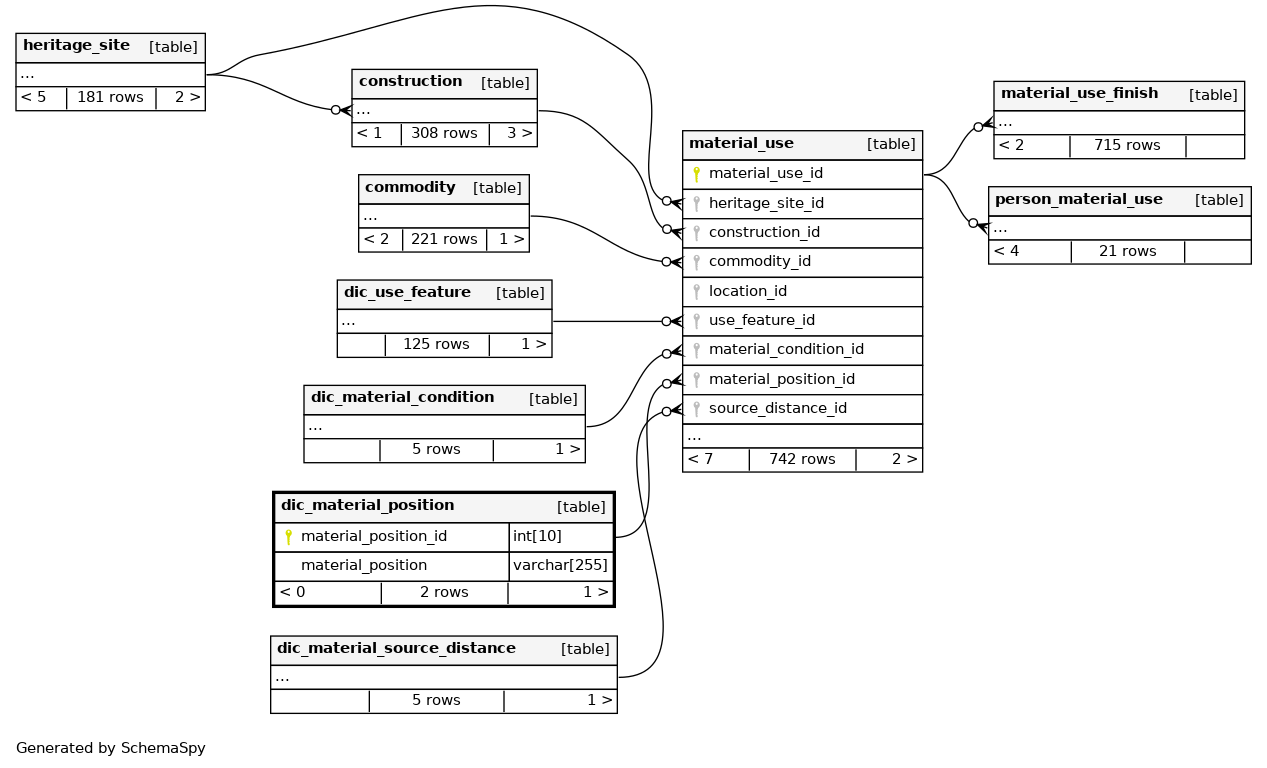 heritage_site [table]
...
< 5 181 rows 2 >
construction [table]
...
< 1 308 rows 3 >
commodity [table]
...
< 2 221 rows 1 >
dic_use_feature [table]
...
125 rows 1 >
dic_material_condition [table]
...
5 rows 1 >
dic_material_position [table]
material_position_id int[10]
material_position varchar[255]
< 0 2 rows 1 >
dic_material_source_distance [table]
...
5 rows 1 >
material_use [table]
material_use_id
heritage_site_id
construction_id
commodity_id
location_id
use_feature_id
material_condition_id
material_position_id
source_distance_id
...
< 7 742 rows 2 >
material_use_finish [table]
...
< 2 715 rows
person_material_use [table]
...
< 4 21 rows
Generated by SchemaSpy